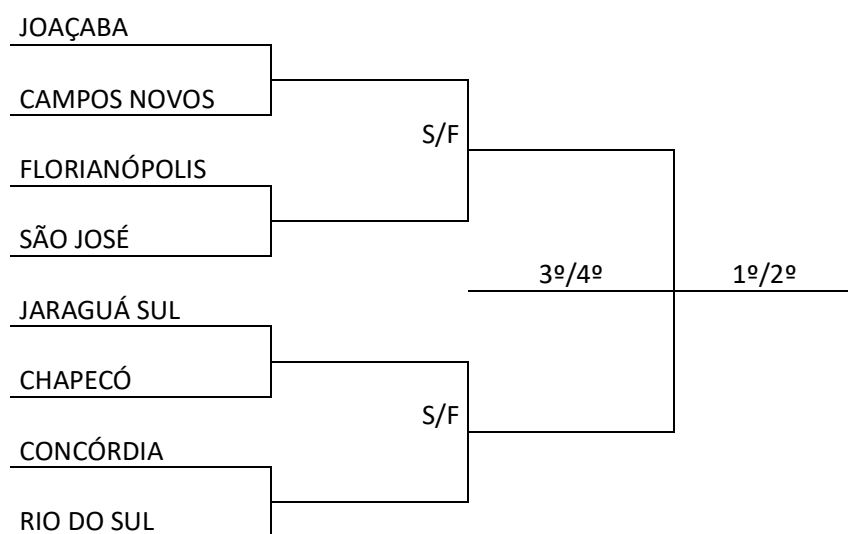 JOAÇABA
CAMPOS NOVOS
S/F
FLORIANÓPOLIS
SÃO JOSÉ
3º/4º 1º/2º
JARAGUÁ SUL
CHAPECÓ
S/F
CONCÓRDIA
RIO DO SUL